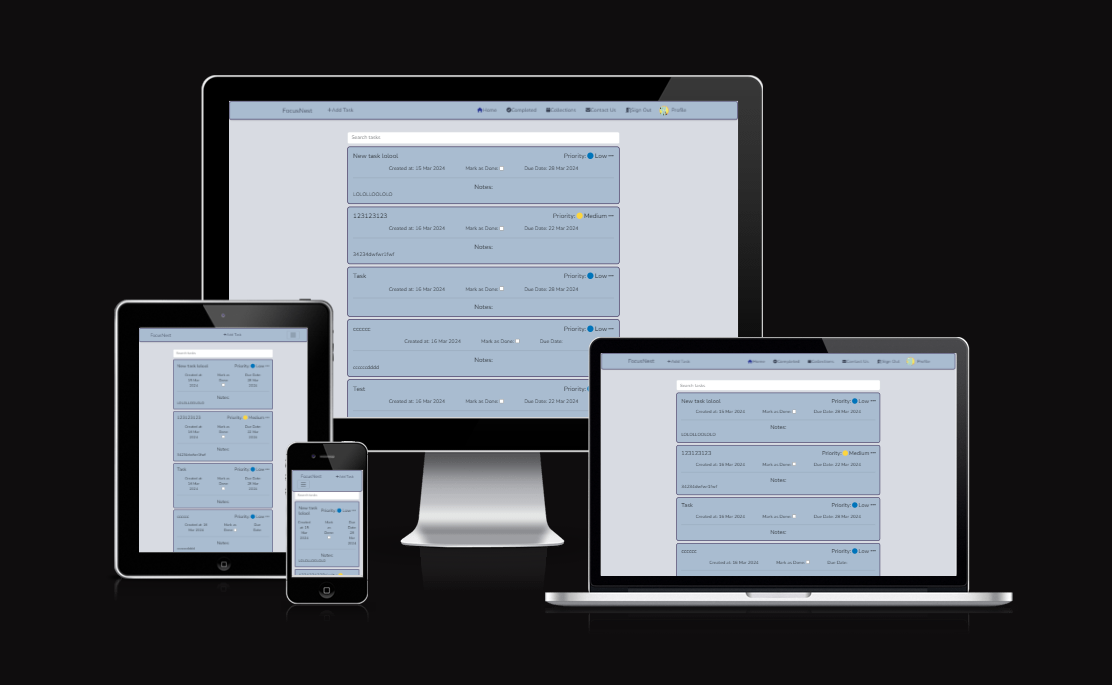 FocusNest +Add Task Home Completed Collections Contact Us Sign Out Profile
Search tasks
New task lolool Priority: Low
Created at: 15 Mar 2024 Mark as Done: Due Date: 28 Mar 2024
Notes:
LOLOLLOOLOLO
123123123 Priority: Medium
Created at: 16 Mar 2024 Mark as Done: Due Date: 22 Mar 2024
Notes:
Task Priority: Low
Created at: 16 Mar 2024 Mark as Done: Due Date: 28 Mar 2024
Notes:
cccccc Priority: Low
Created at: 16 Mar 2024 Mark as Done: Due Date:
Notes:
ccccccdddd
Test Priority:
Created at: 16 Mar 2024 Mark as Done: Due Date: 22 Mar 2024
FocusNest +Add Task
Search tasks
New task lolool Priority: Low
Created at: Mark as Due Date:
15 Mar Done: 28 Mar
2024 2024
Notes:
123123123 Priority: Medium
Created at: Mark as Due Date:
16 Mar Done: 22 Mar
2024 2024
Notes:
Task Priority: Low
Created at: Mark as Due Date:
16 Mar Done: 28 Mar
2024 2024
Notes:
cccccc Priority: Low
Created at: 16 Mark as Due
Mar 2024 Done: Date:
Notes:
FocusNest +Add Task
Search tasks
New task Priority: Low
lolool
Created Mark Due
at: 15 as Date:
Mar Done: 28
2024 Mar
2024
Notes:
FocusNest +Add Task Home Completed Collections Contact Us Sign Out Profile
Search tasks
New task lolool Priority: Low
Created at: 15 Mar 2024 Mark as Done: Due Date: 28 Mar 2024
Notes:
LOLOLLOOLOLO
123123123 Priority: Medium
Created at: 16 Mar 2024 Mark as Done: Due Date: 22 Mar 2024
Notes:
Task Priority: Low
Created at: 16 Mar 2024 Mark as Done: Due Date: 28 Mar 2024
Notes:
cccccc Priority: Low
Created at: 16 Mar 2024 Mark as Done: Due Date:
Notes: